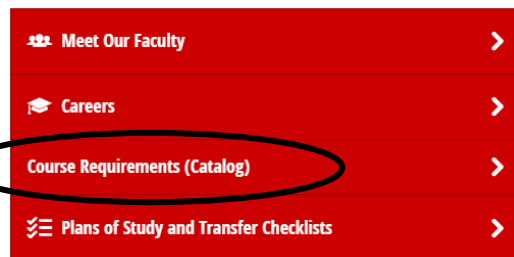 Meet Our Faculty
Careers
Course Requirements (Catalog)
Plans of Study and Transfer Checklists